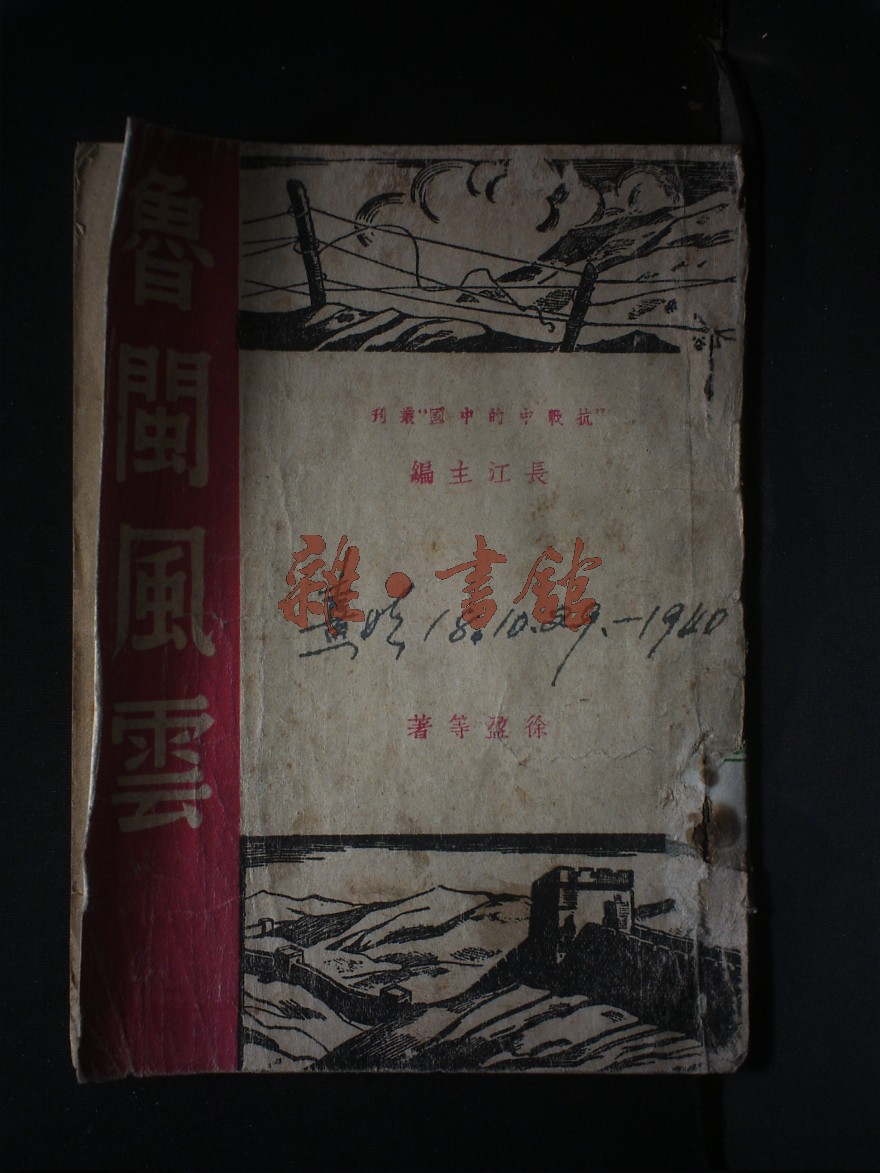 魯閩風雲
刊叢"國中的中戰抗"
編主江長
雜·書館
18.10.29.-1940
著等盈徐